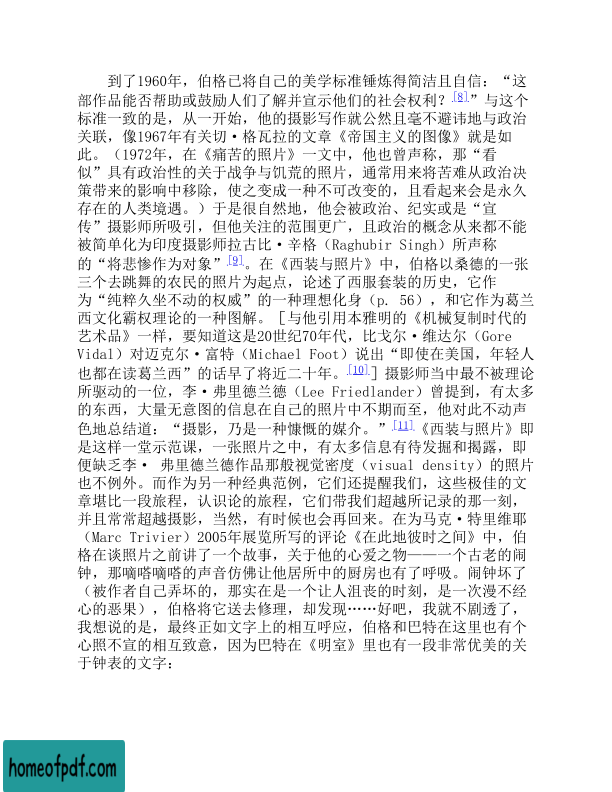 到了1960年，伯格已将自己的美学标准锤炼得简洁且自信：“这
部作品能否帮助或鼓励人们了解并宣示他们的社会权利？[8]”与这个
标准一致的是，从一开始，他的摄影写作就公然且毫不避讳地与政治
关联，像1967年有关切·格瓦拉的文章《帝国主义的图像》就是如
此。（1972年，在《痛苦的照片》一文中，他也曾声称，那“看
似”具有政治性的关于战争与饥荒的照片，通常用来将苦难从政治决
策带来的影响中移除，使之变成一种不可改变的，且看起来会是永久
存在的人类境遇。）于是很自然地，他会被政治、纪实或是“宣
传”摄影师所吸引，但他关注的范围更广，且政治的概念从来都不能
被简单化为印度摄影师拉古比·辛格（Raghubir Singh）所声称
的“将悲惨作为对象”[9]。在《西装与照片》中，伯格以桑德的一张
三个去跳舞的农民的照片为起点，论述了西服套装的历史，它作
为“纯粹久坐不动的权威”的一种理想化身（p. 56），和它作为葛兰
西文化霸权理论的一种图解。［与他引用本雅明的《机械复制时代的
艺术品》一样，要知道这是20世纪70年代，比戈尔·维达尔（Gore
Vidal）对迈克尔·富特（Michael Foot）说出“即使在美国，年轻人
也都在读葛兰西”的话早了将近二十年。[10]］摄影师当中最不被理论
所驱动的一位，李·弗里德兰德（Lee Friedlander）曾提到，有太多
的东西，大量无意图的信息在自己的照片中不期而至，他对此不动声
色地总结道：“摄影，乃是一种慷慨的媒介。”[11]《西装与照片》即
是这样一堂示范课，一张照片之中，有太多信息有待发掘和揭露，即
便缺乏李· 弗里德兰德作品那般视觉密度（visual density）的照片
也不例外。而作为另一种经典范例，它们还提醒我们，这些极佳的文
章堪比一段旅程，认识论的旅程，它们带我们超越所记录的那一刻，
并且常常超越摄影，当然，有时候也会再回来。在为马克·特里维耶
（Marc Trivier）2005年展览所写的评论《在此地彼时之间》中，伯
格在谈照片之前讲了一个故事，关于他的心爱之物——一个古老的闹
钟，那嘀嗒嘀嗒的声音仿佛让他居所中的厨房也有了呼吸。闹钟坏了
（被作者自己弄坏的，那实在是一个让人沮丧的时刻，是一次漫不经
心的恶果），伯格将它送去修理，却发现……好吧，我就不剧透了，
我想说的是，最终正如文字上的相互呼应，伯格和巴特在这里也有个
心照不宣的相互致意，因为巴特在《明室》里也有一段非常优美的关
于钟表的文字：
homeofpdf.com